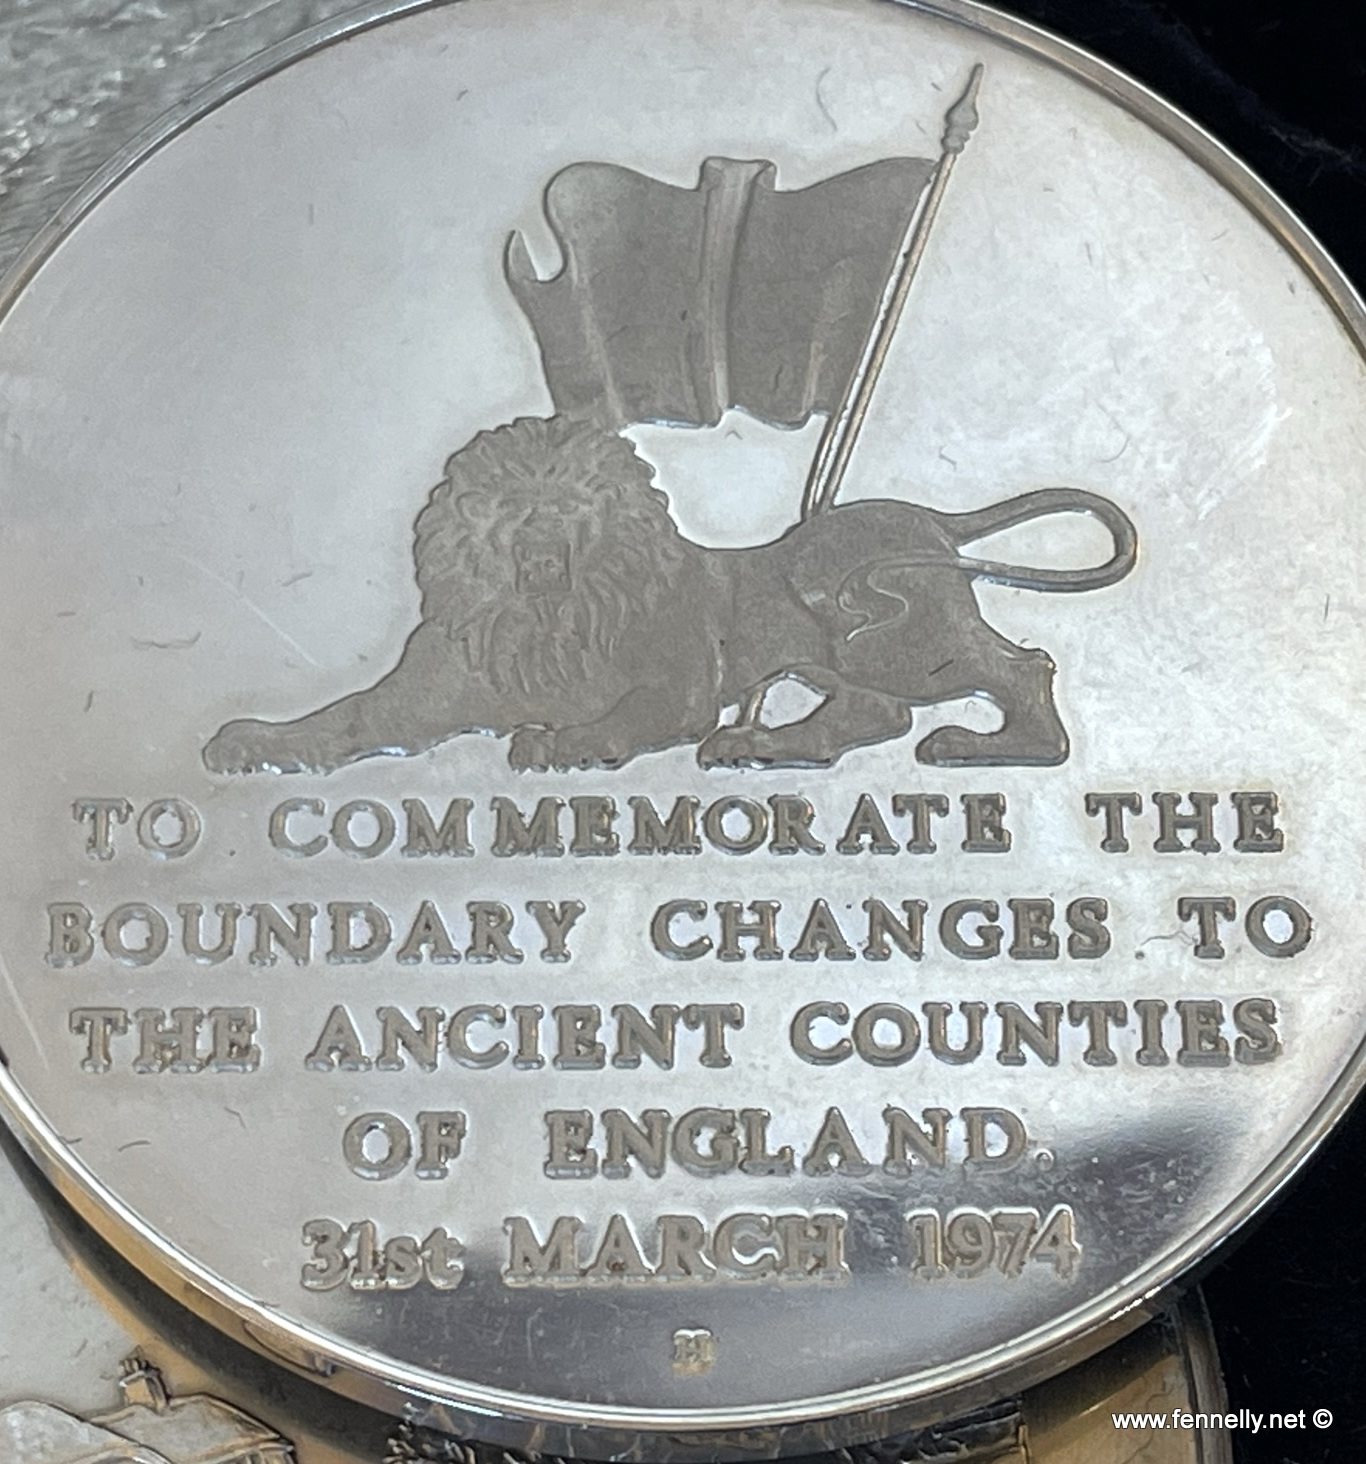 TO COMMEMORATE THE
BOUNDARY CHANGES TO
THE ANCIENT COUNTIES
OF ENGLAND.
31st MARCH 1974
H
www.fennelly.net ©